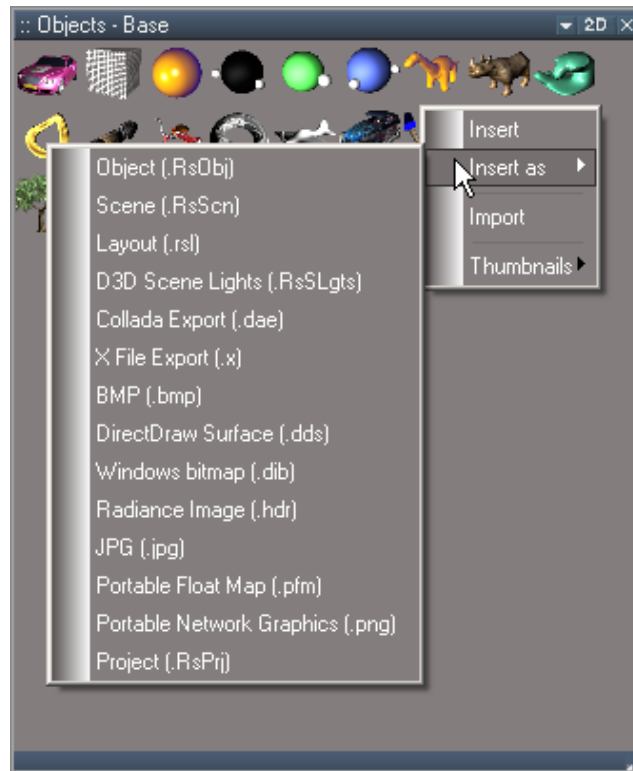 :: Objects - Base
2D
Insert
Insert as
Import
Thumbnails
Object (.RsObj)
Scene (.RsScn)
Layout (.rsl)
D3D Scene Lights (.RsSLgts)
Collada Export (.dae)
X File Export (.x)
BMP (.bmp)
DirectDraw Surface (.dds)
Windows bitmap (.dib)
Radiance Image (.hdr)
JPG (.jpg)
Portable Float Map (.pfm)
Portable Network Graphics (.png)
Project (.RsPrj)